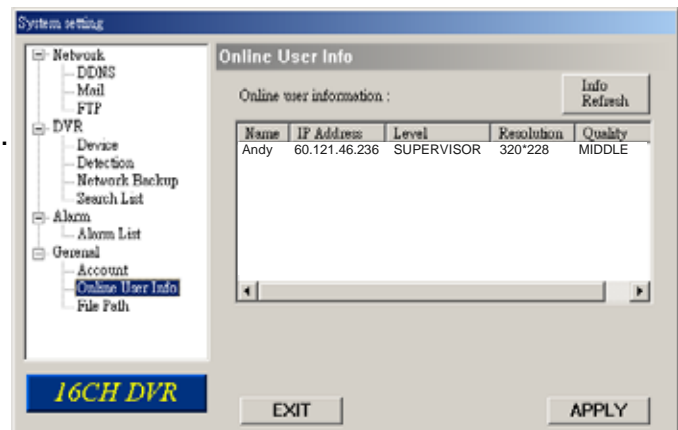 System setting
Network
DDNS
Mail
FTP
DVR
Device
Detection
Network Backup
Search List
Alarm
Alarm List
Gerenal
Account
Online User Info
File Path
16CH DVR
Online User Info
Online user information :
Info
Refresh
Name IP Address Level Resolution Quality
Andy 60.121.46.236 SUPERVISOR 320*228 MIDDLE
EXIT APPLY